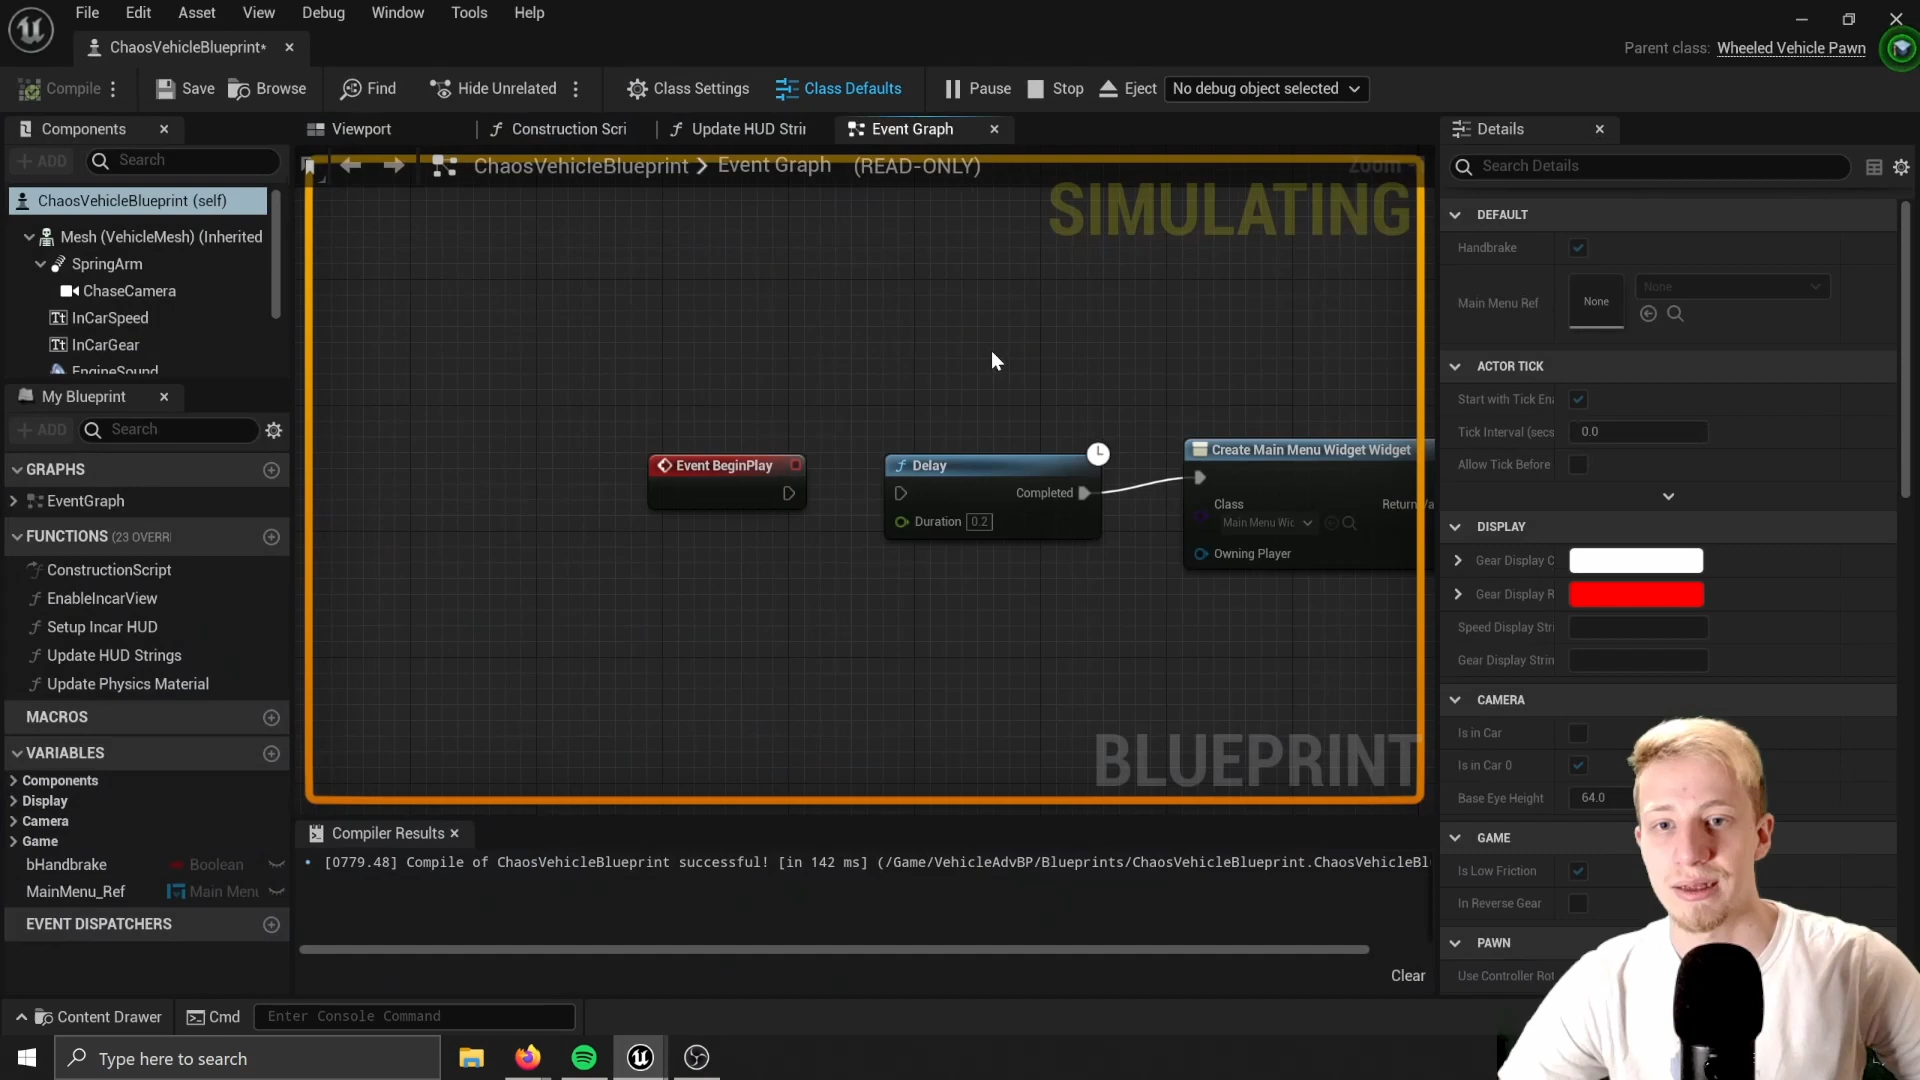 File Edit Asset View Debug Window Tools Help
ChaosVehicleBlueprint*
Parent class: Wheeled Vehicle Pawn
Compile Save Browse Find Hide Unrelated Class Settings Class Defaults Pause Stop Eject No debug object selected
Components
Viewport Construction Scri Update HUD Stri Event Graph
Details
ADD Search
ChaosVehicleBlueprint > Event Graph (READ-ONLY)
Zoom -
Search Details
SIMULATING
ChaosVehicleBlueprint (self)
Mesh (VehicleMesh) (Inherited
SpringArm
ChaseCamera
InCarSpeed
InCarGear
EngineSound
My Blueprint
ADD Search
GRAPHS
EventGraph
FUNCTIONS (23 OVERRI
ConstructionScript
EnableIncarView
Setup Incar HUD
Update HUD Strings
Update Physics Material
MACROS
VARIABLES
Components
Display
Camera
Game
bHandbrake Boolean
MainMenu_Ref Main Menu
EVENT DISPATCHERS
Event BeginPlay
Delay
Completed
Duration 0.2
Create Main Menu Widget Widget
Class Return Va
Main Menu Wic
Owning Player
BLUEPRINT
Compiler Results
[0779.48] Compile of ChaosVehicleBlueprint successful! [in 142 ms] (/Game/VehicleAdvBP/Blueprints/ChaosVehicleBlueprint.ChaosVehicleBl
Clear
DEFAULT
Handbrake
Main Menu Ref None None
ACTOR TICK
Start with Tick Ena
Tick Interval (secs 0.0
Allow Tick Before
DISPLAY
Gear Display C
Gear Display R
Speed Display Stri
Gear Display Strin
CAMERA
Is in Car
Is in Car 0
Base Eye Height 64.0
GAME
Is Low Friction
In Reverse Gear
PAWN
Use Controller Rot
Content Drawer Cmd Enter Console Command
Type here to search